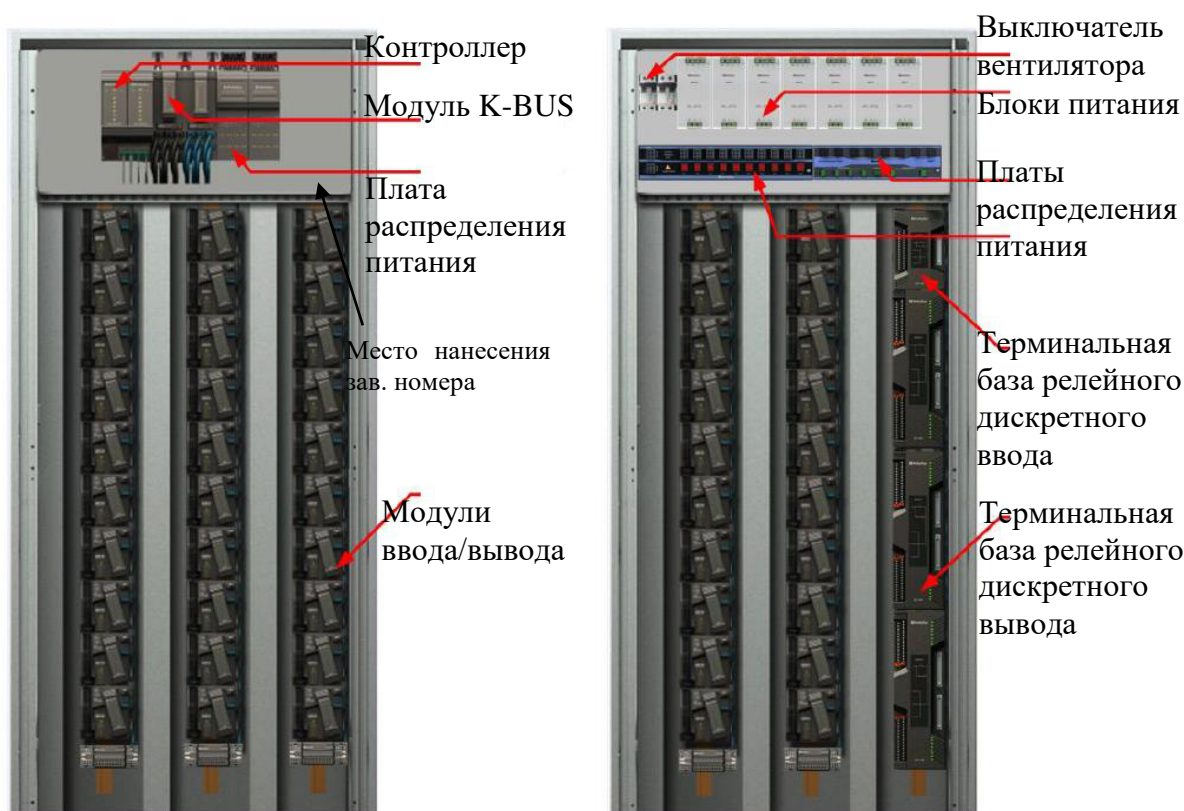 Контроллер
Модуль K-BUS
Плата
распределения
питания
Место нанесения
зав. номера
Модули
ввода/вывода
Выключатель
вентилятора
Блоки питания
Платы
распределения
питания
Терминальная
база релейного
дискретного
ввода
Терминальная
база релейного
дискретного
вывода